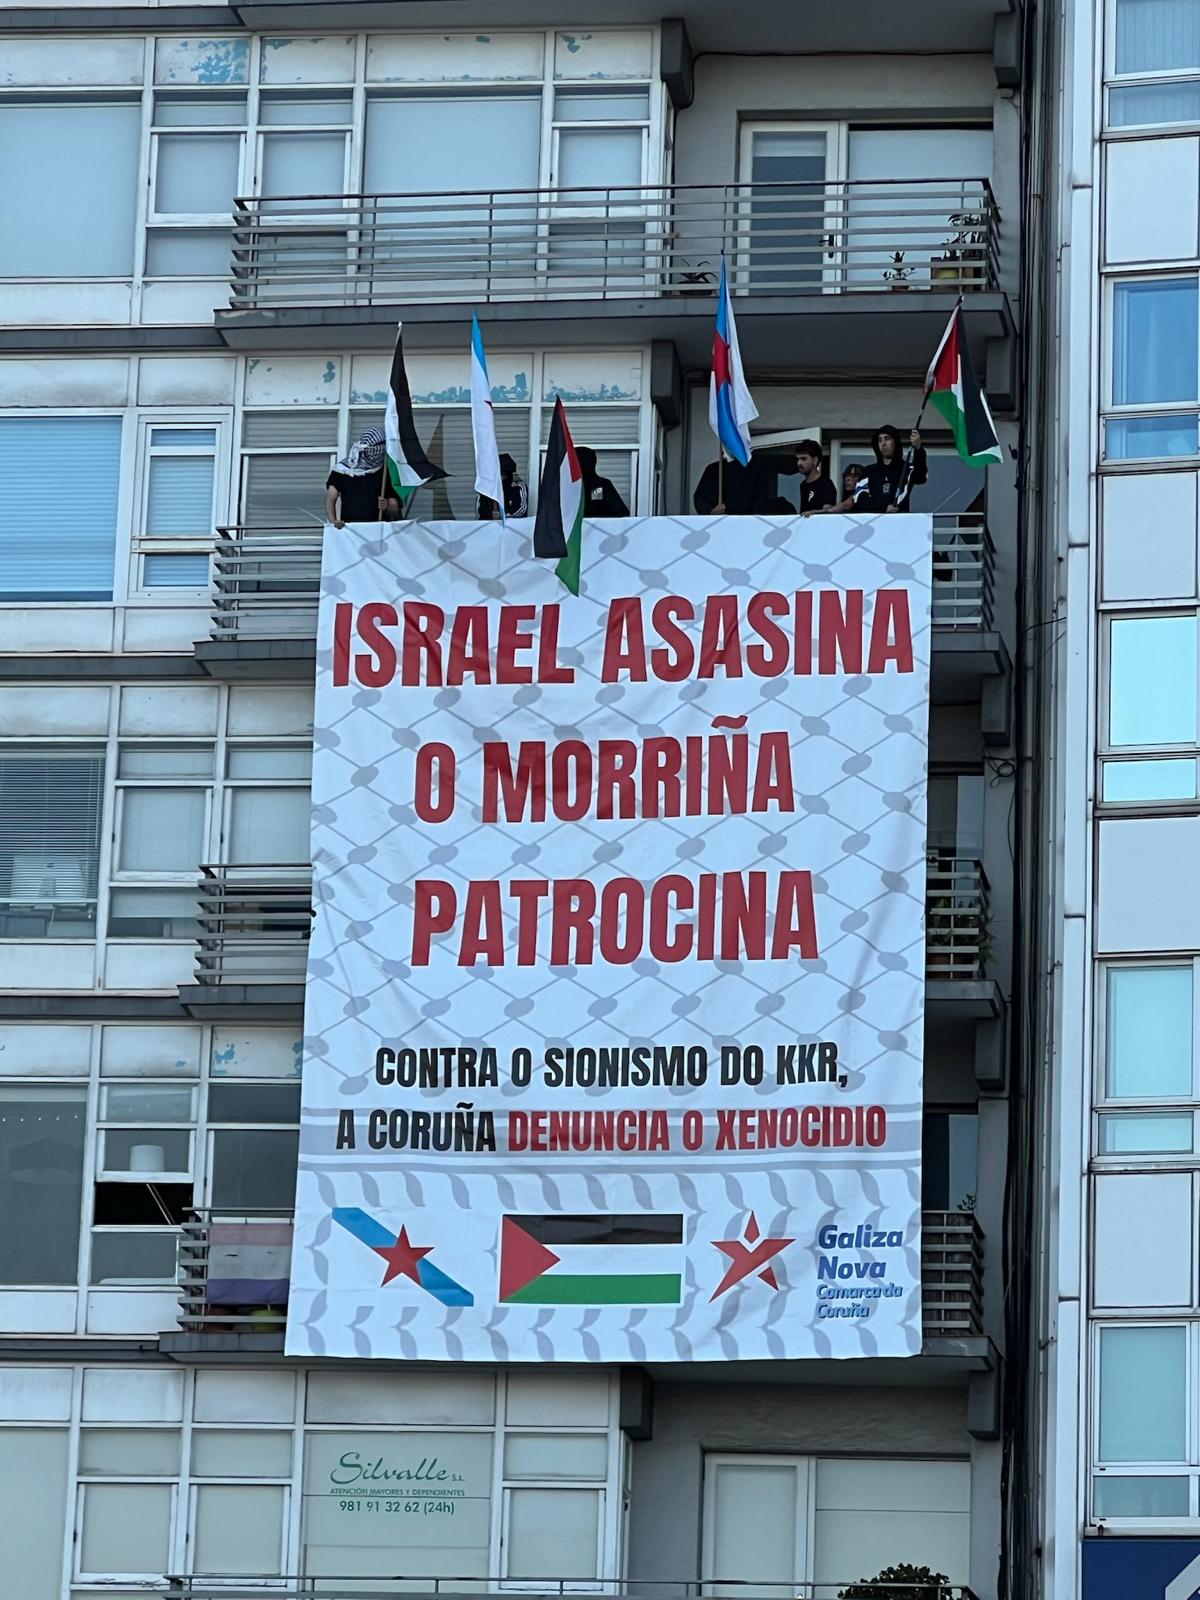 ISRAEL ASASINA
O MORRIÑA
PATROCINA
CONTRA O SIONISMO DO KKR,
A CORUÑA DENUNCIA O XENOCIDIO
Galiza
Nova
Comarca da
Coruña
Silvalle S.L.
ATENCIÓN MAYORES Y DEPENDIENTES
981 91 32 62 (24h)